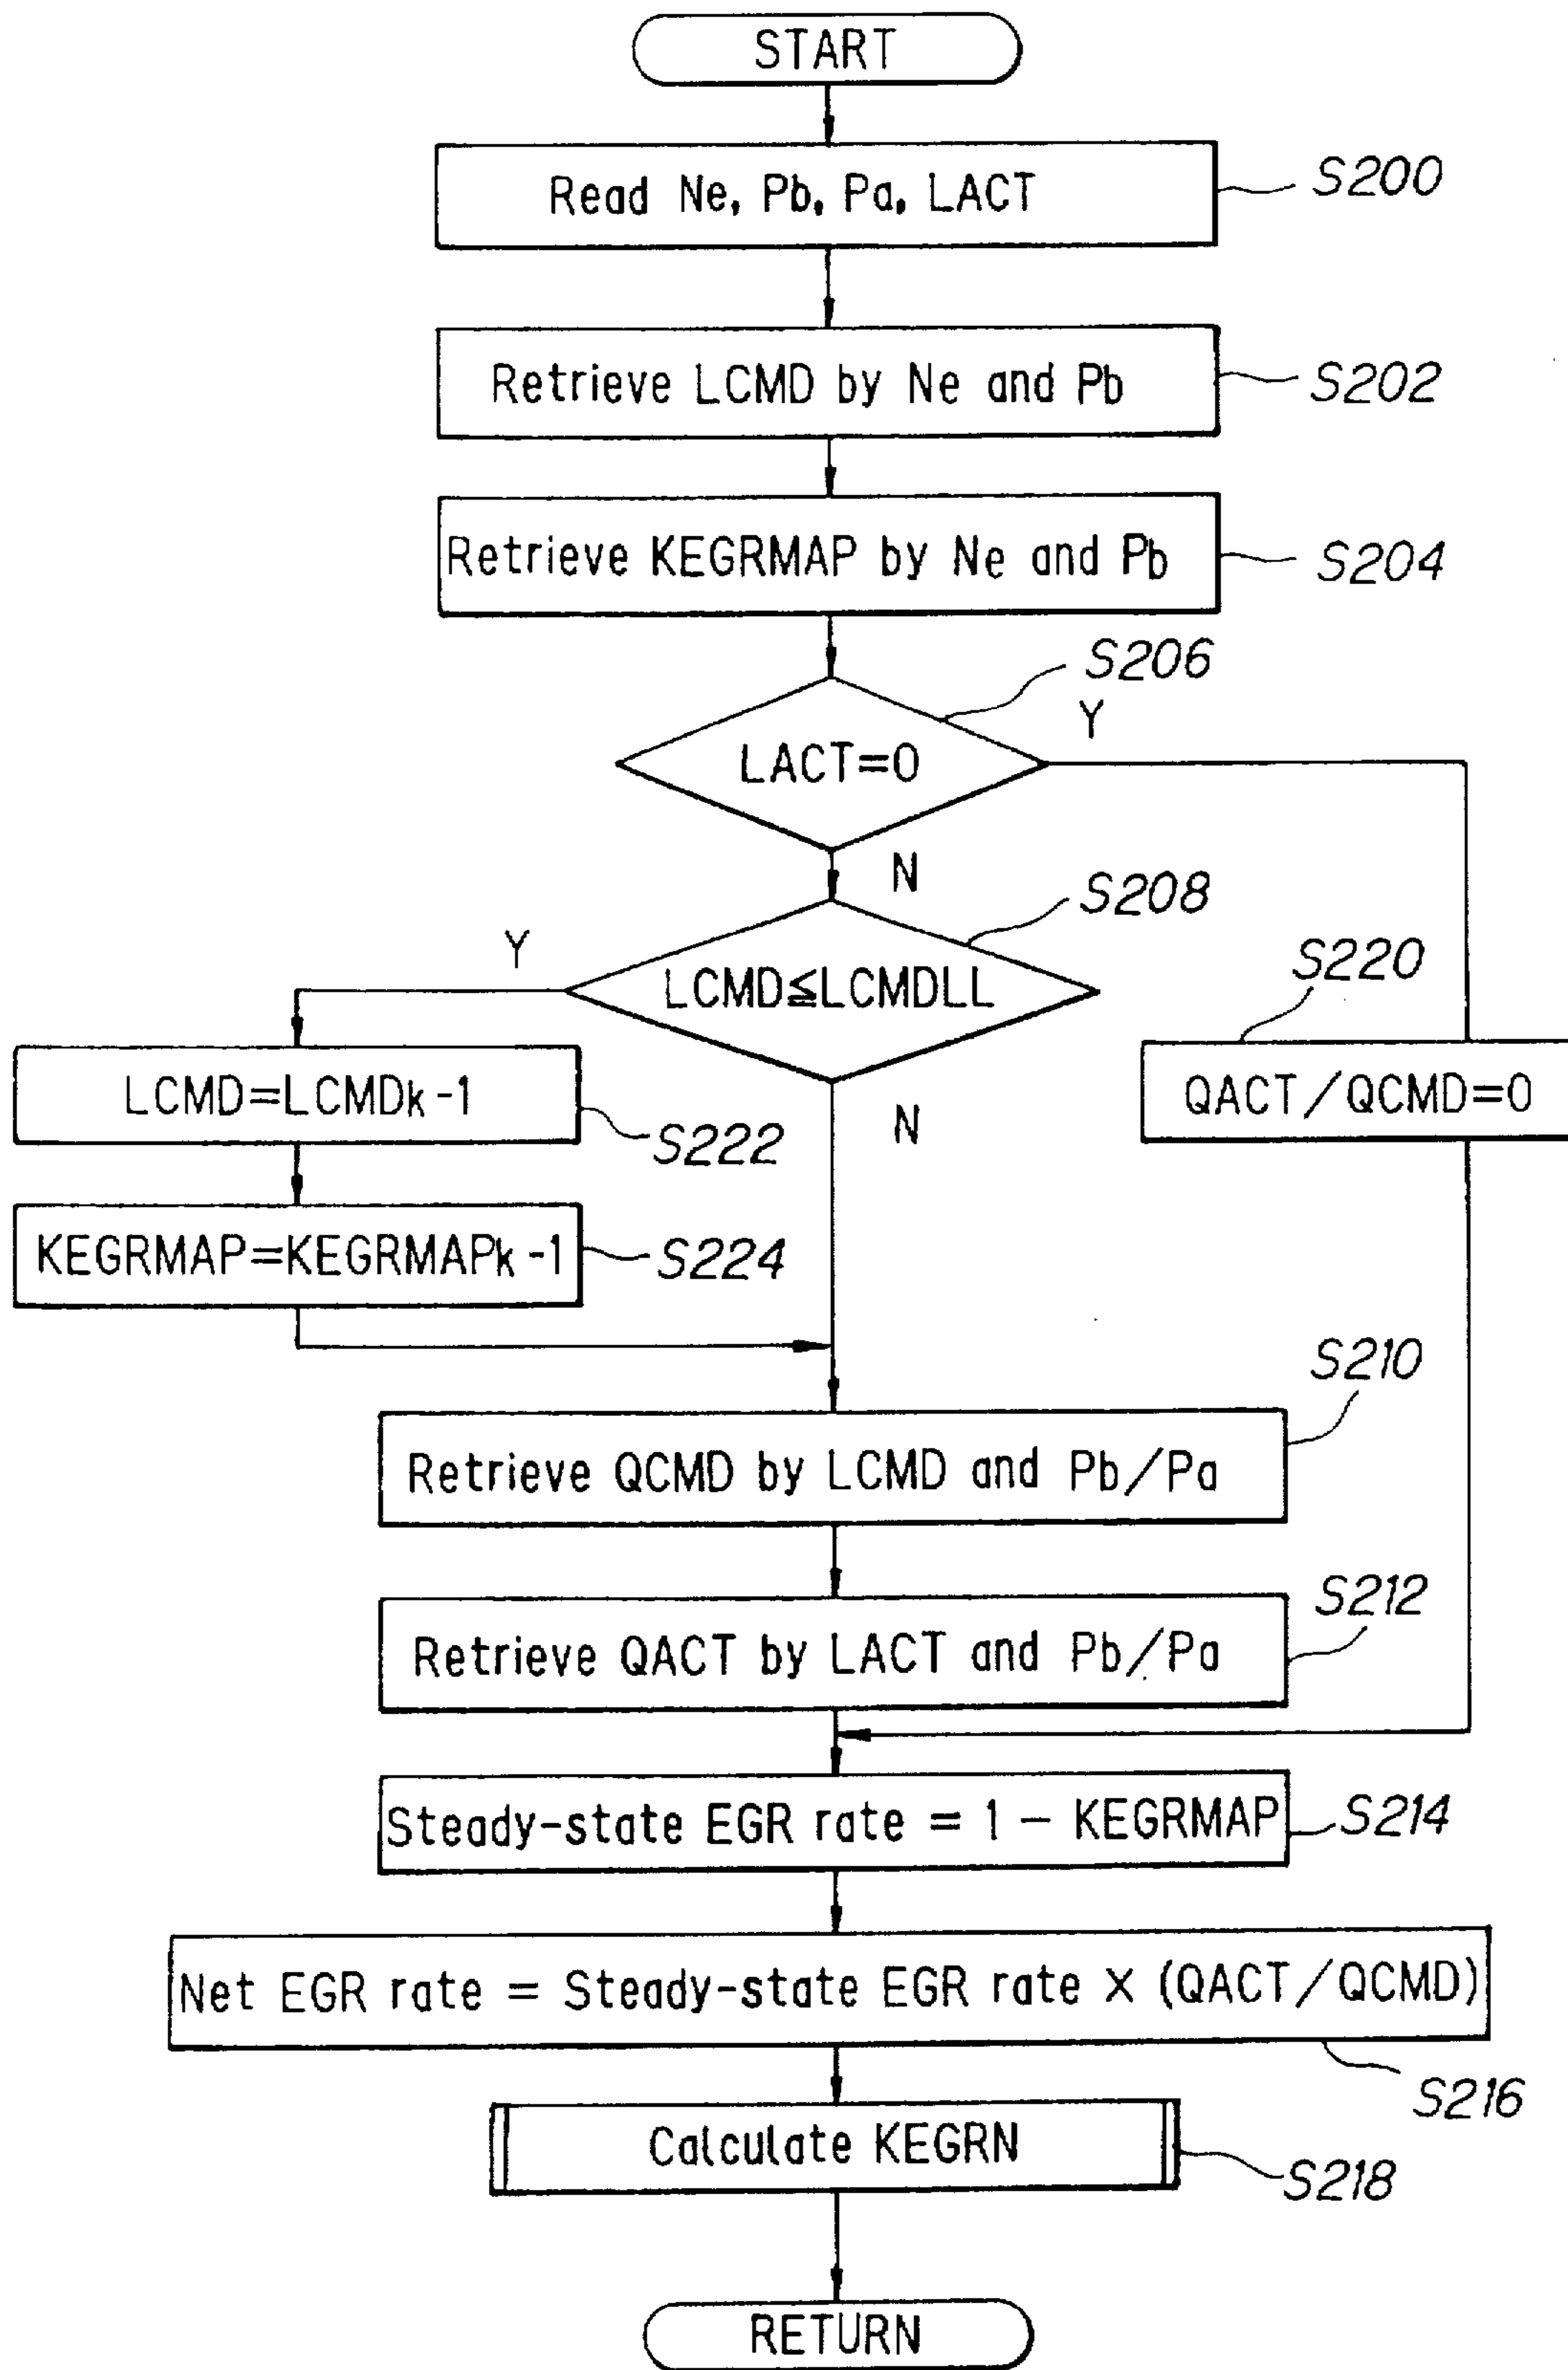 START
Read Ne, Pb, Pa, LACT
S200
Retrieve LCMD by Ne and Pb
S202
Retrieve KEGRMAP by Ne and Pb
S204
S206
LACT=0
Y
N
S208
LCMD≦LCMDLL
Y
N
S220
QACT/QCMD=0
LCMD=LCMDk-1
S222
KEGRMAP=KEGRMAPk-1
S224
S210
Retrieve QCMD by LCMD and Pb/Pa
S212
Retrieve QACT by LACT and Pb/Pa
Steady-state EGR rate = 1 - KEGRMAP
S214
Net EGR rate = Steady-state EGR rate × (QACT/QCMD)
S216
Calculate KEGRN
S218
RETURN